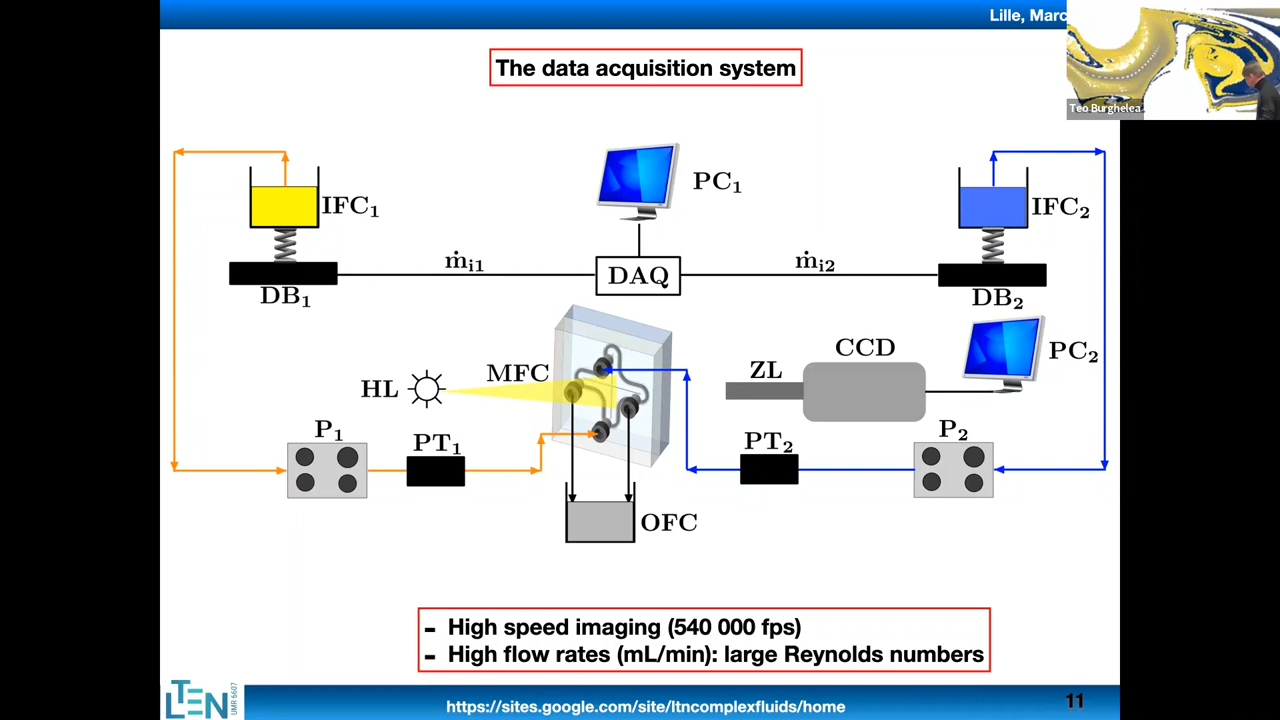 Lille, Marc
The data acquisition system
Teo Burghelea
PC1
IFC1
IFC2
ṁi1
DAQ
ṁi2
DB1
DB2
CCD
PC2
ZL
MFC
HL
P1
PT1
PT2
P2
OFC
- High speed imaging (540 000 fps)
- High flow rates (mL/min): large Reynolds numbers
LTEN
UMR 6607
https://sites.google.com/site/ltncomplexfluids/home
11